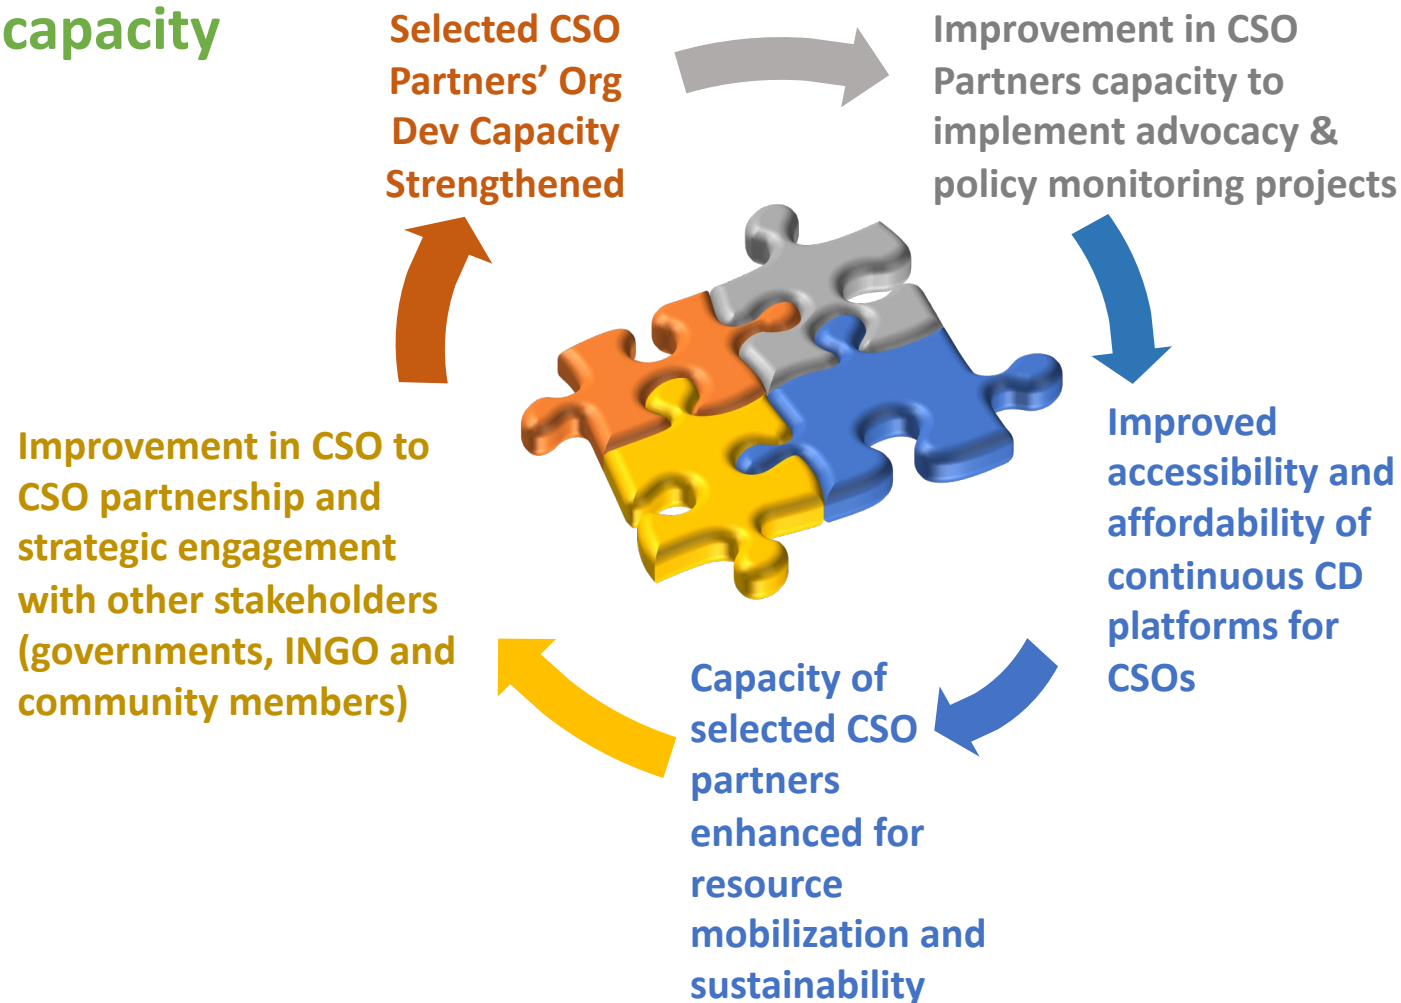 capacity
Selected CSO
Partners’ Org
Dev Capacity
Strengthened
Improvement in CSO
Partners capacity to
implement advocacy &
policy monitoring projects
Improved
accessibility and
affordability of
continuous CD
platforms for
CSOs
Capacity of
selected CSO
partners
enhanced for
resource
mobilization and
sustainability
Improvement in CSO to
CSO partnership and
strategic engagement
with other stakeholders
(governments, INGO and
community members)